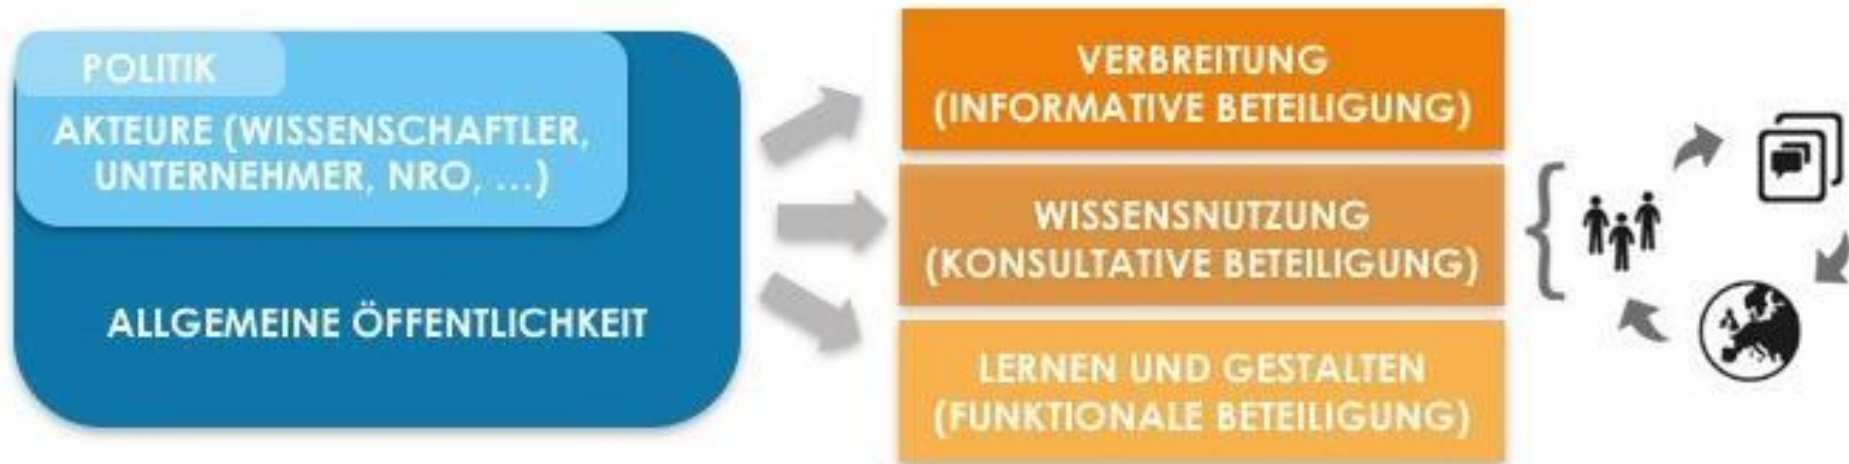 POLITIK
AKTEURE (WISSENSCHAFTLER,
UNTERNEHMER, NRO, ...)
ALLGEMEINE ÖFFENTLICHKEIT
VERBREITUNG
(INFORMATIVE BETEILIGUNG)
WISSENSNUTZUNG
(KONSULTATIVE BETEILIGUNG)
LERNEN UND GESTALTEN
(FUNKTIONALE BETEILIGUNG)